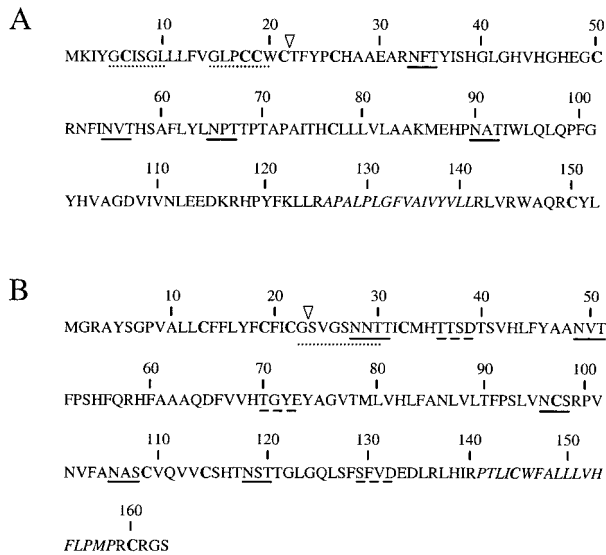 A
10 20 30 40 50
MKIYGCISGLLLFVGLPCCWCTFYPCHAAEARNFTYISHGLGHVHGHEGC
60 70 80 90 100
RNFINVTHSAFLYLNPTTPTAPAITHCLLLVLAAKMEHPNATIWLQLQPFG
110 120 130 140 150
YHVAGDVIVNLEEDKRHPYFKLLRAPALPLGFVAIVYVLLRLVRWAQRCYL
B
10 20 30 40 50
MGRAYSGPVALLCFFLYFCFICGSVGSNNTTICMHTTSDTSVHLFYAANVT
60 70 80 90 100
FPSHFQRHFAAAQDFVVHTGYEYAGVTMLVHLFANLVLTFPSLVNCSRPV
110 120 130 140 150
NVFANASCVQVVCSHTNSTTGLGQLSFSFVDEDLRLHIRPTLICWFALLLVH
160
FLPMPRCRGS